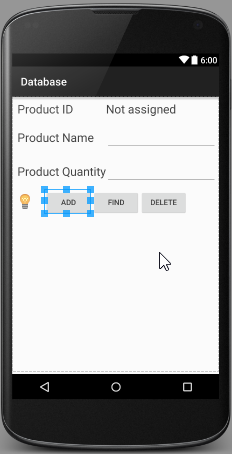 6:00
Database
Product ID Not assigned
Product Name
Product Quantity
ADD FIND DELETE